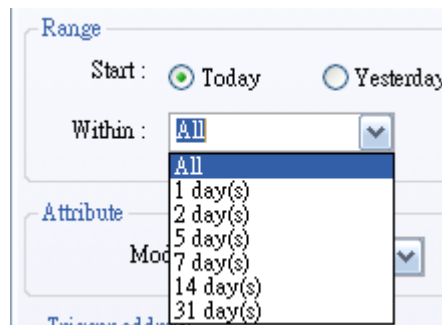 Range
Start : Today Yesterday
Within : All
All
1 day(s)
2 day(s)
Attribute
5 day(s)
7 day(s)
14 day(s)
31 day(s)